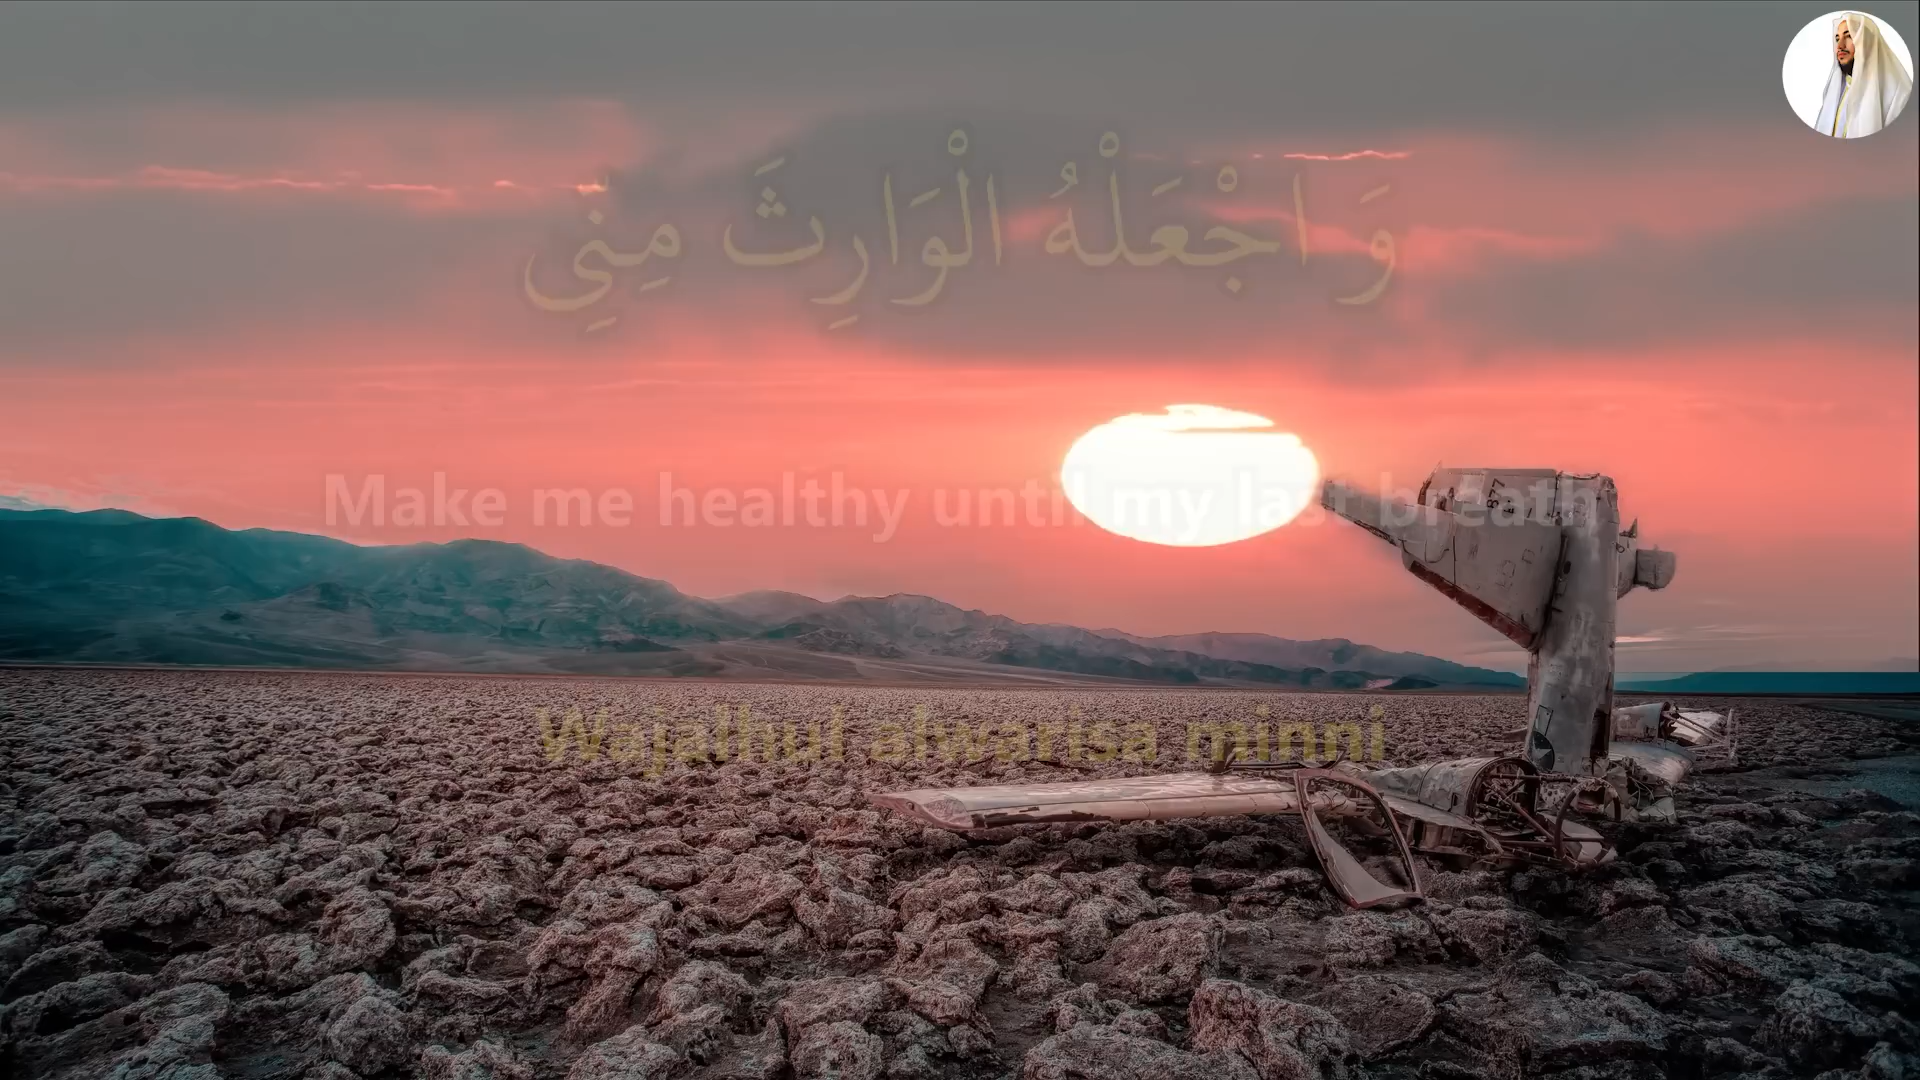 وَاجْعَلْهُ الْوَارِثَ مِنِّي
Make me healthy until my last breath
Wajalhul alwarisa minni